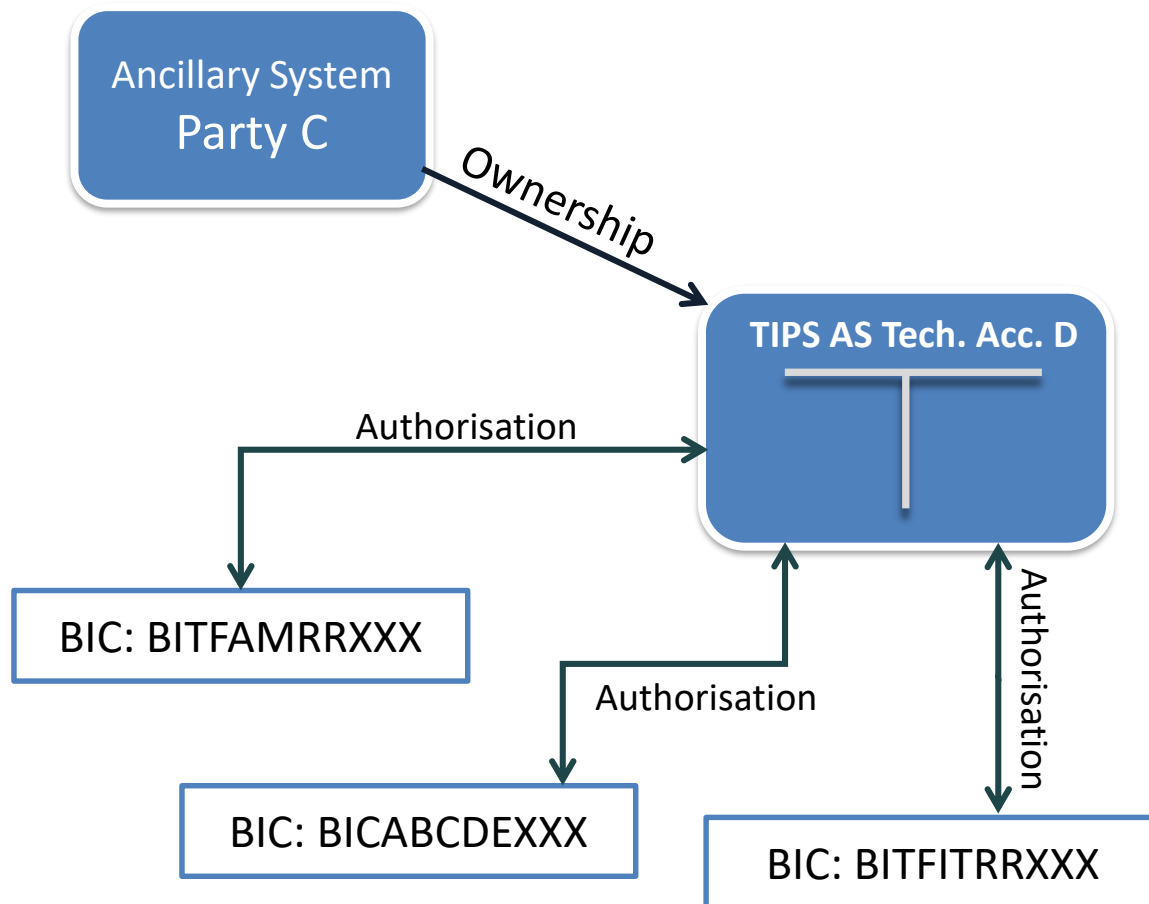 Ancillary System
Party C
Ownership
TIPS AS Tech. Acc. D
Authorisation
Authorisation
BIC: BITFAMRRXXX
Authorisation
BIC: BICABCDEXXX
BIC: BITFITRRXXX